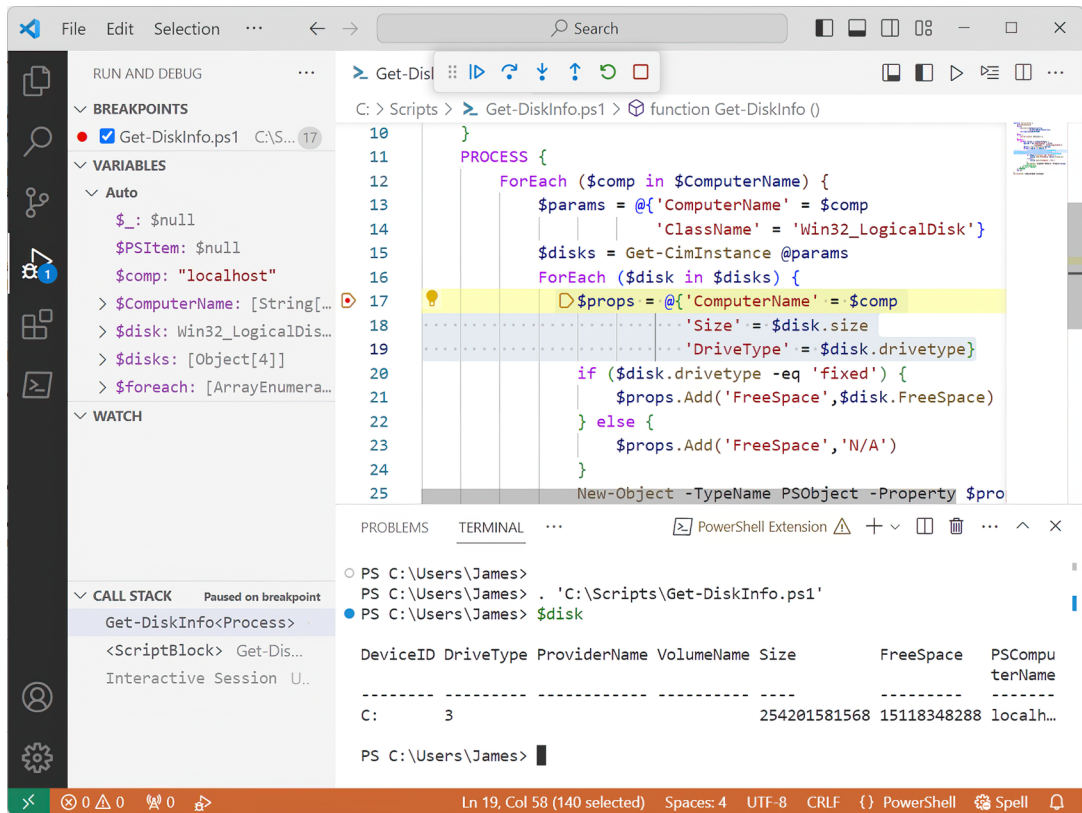 File Edit Selection ··· Search
RUN AND DEBUG ···
BREAKPOINTS
Get-DiskInfo.ps1 C:\S... 17
VARIABLES
Auto
$_: $null
$PSItem: $null
$comp: "localhost"
$ComputerName: [String[…
$disk: Win32_LogicalDis…
$disks: [Object[4]]
$foreach: [ArrayEnumera…
WATCH
CALL STACK Paused on breakpoint
Get-DiskInfo<Process>
<ScriptBlock> Get-Dis...
Interactive Session U..
1
Get-Dis
C: > Scripts > Get-DiskInfo.ps1 > function Get-DiskInfo ()
10 }
11 PROCESS {
12 ForEach ($comp in $ComputerName) {
13 $params = @{'ComputerName' = $comp
14 'ClassName' = 'Win32_LogicalDisk'}
15 $disks = Get-CimInstance @params
16 ForEach ($disk in $disks) {
17 $props = @{'ComputerName' = $comp
18 'Size' = $disk.size
19 'DriveType' = $disk.drivetype}
20 if ($disk.drivetype -eq 'fixed') {
21 $props.Add('FreeSpace',$disk.FreeSpace)
22 } else {
23 $props.Add('FreeSpace','N/A')
24 }
25 New-Object -TypeName PSObject -Property $pro
PROBLEMS TERMINAL ··· PowerShell Extension
PS C:\Users\James>
PS C:\Users\James> . 'C:\Scripts\Get-DiskInfo.ps1'
PS C:\Users\James> $disk
DeviceID DriveType ProviderName VolumeName Size FreeSpace PSCompu
terName
-------- --------- ------------ ---------- ---- --------- -------
C: 3 254201581568 15118348288 localh…
PS C:\Users\James>
0 0 0 Ln 19, Col 58 (140 selected) Spaces: 4 UTF-8 CRLF {} PowerShell Spell